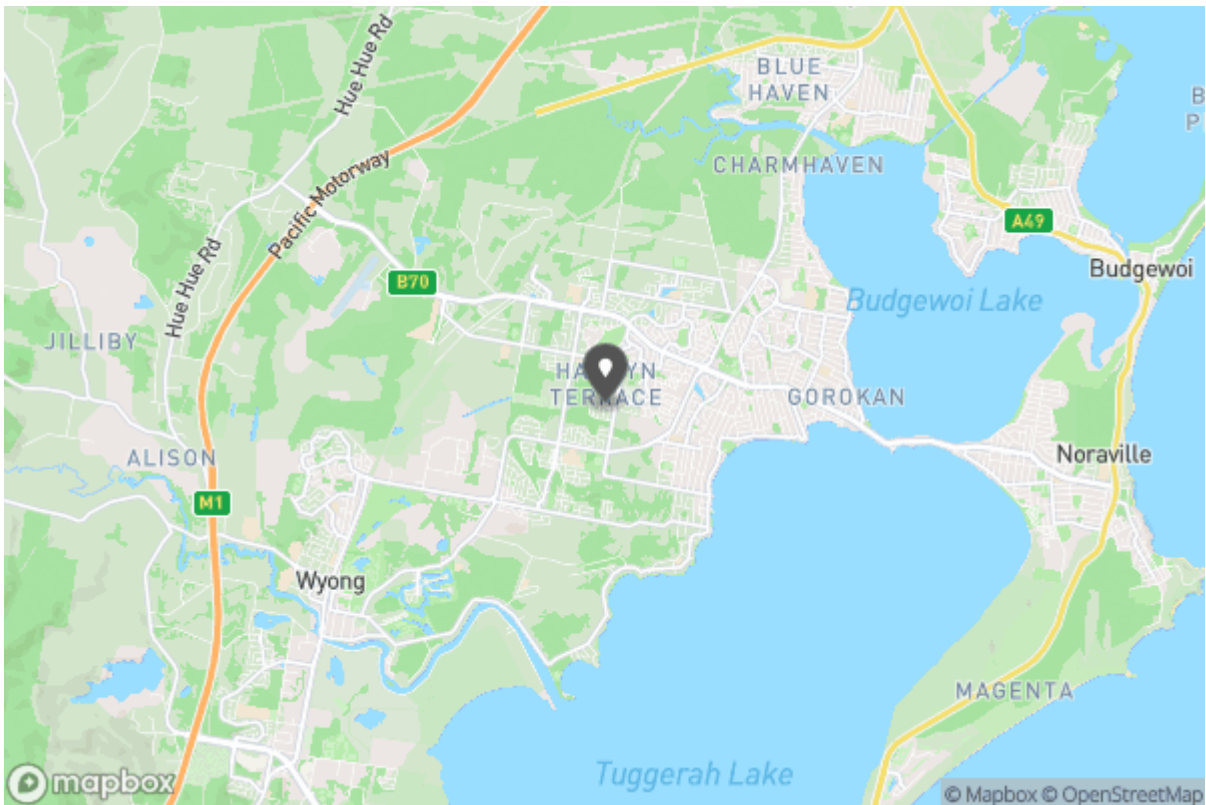 Hue Hue Rd
BLUE
HAVEN
B
P
CHARMHAVEN
Pacific Motorway
A49
Budgewoi
B70
Budgewoi Lake
Hue Hue Rd
JILLIBY
TERRACE
GOROKAN
ALISON
Noraville
M1
Wyong
MAGENTA
Tuggerah Lake
mapbox
© Mapbox © OpenStreetMap